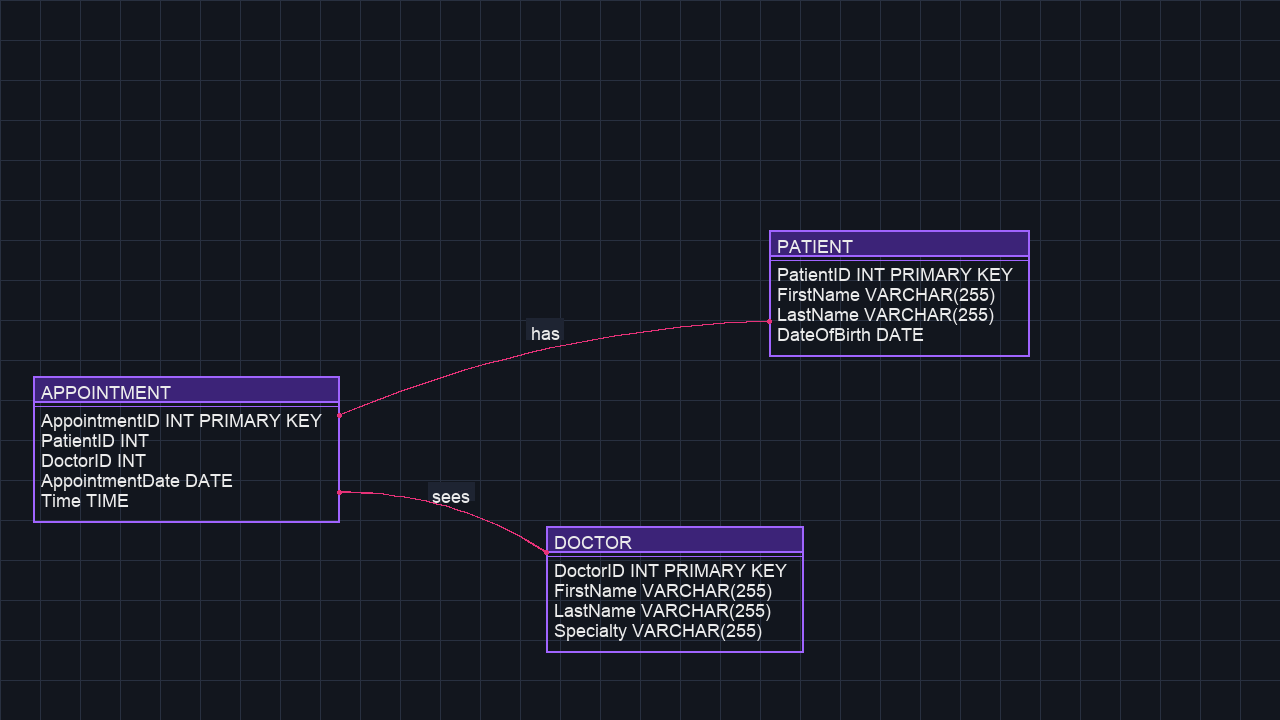 PATIENT
PatientID INT PRIMARY KEY
FirstName VARCHAR(255)
LastName VARCHAR(255)
DateOfBirth DATE
has
APPOINTMENT
AppointmentID INT PRIMARY KEY
PatientID INT
DoctorID INT
AppointmentDate DATE
Time TIME
sees
DOCTOR
DoctorID INT PRIMARY KEY
FirstName VARCHAR(255)
LastName VARCHAR(255)
Specialty VARCHAR(255)